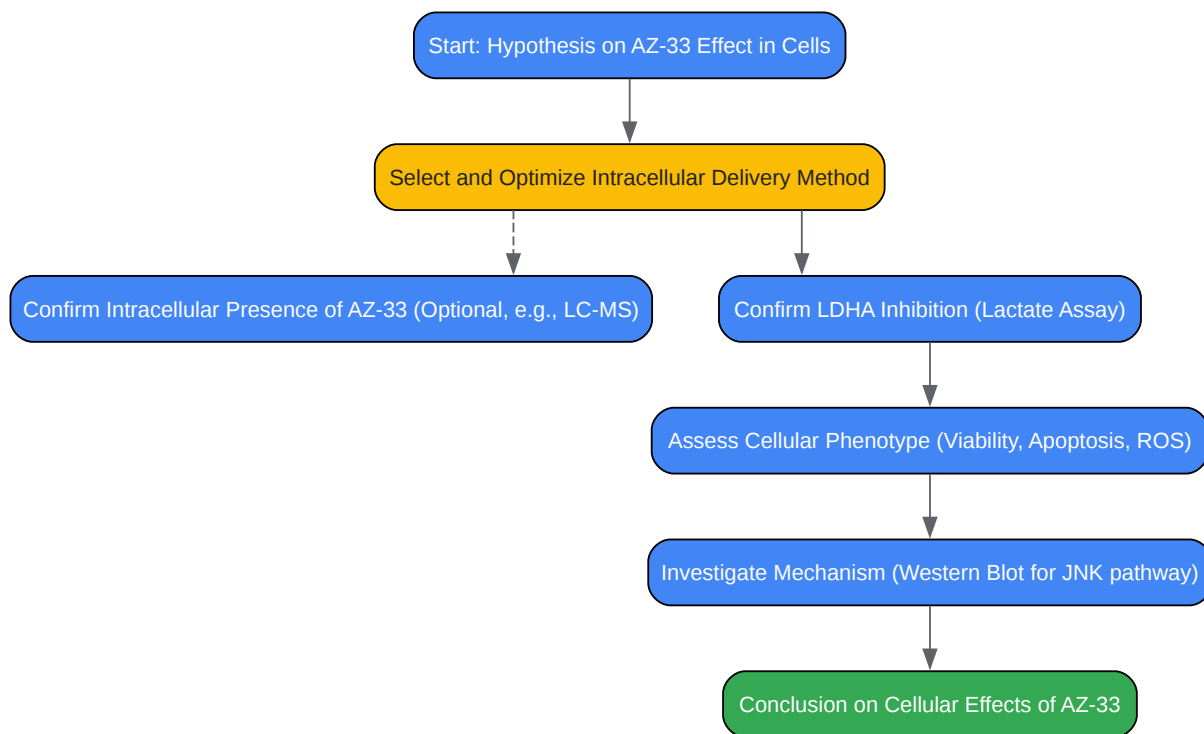 Start: Hypothesis on AZ-33 Effect in Cells
Select and Optimize Intracellular Delivery Method
Confirm Intracellular Presence of AZ-33 (Optional, e.g., LC-MS)
Confirm LDHA Inhibition (Lactate Assay)
Assess Cellular Phenotype (Viability, Apoptosis, ROS)
Investigate Mechanism (Western Blot for JNK pathway)
Conclusion on Cellular Effects of AZ-33